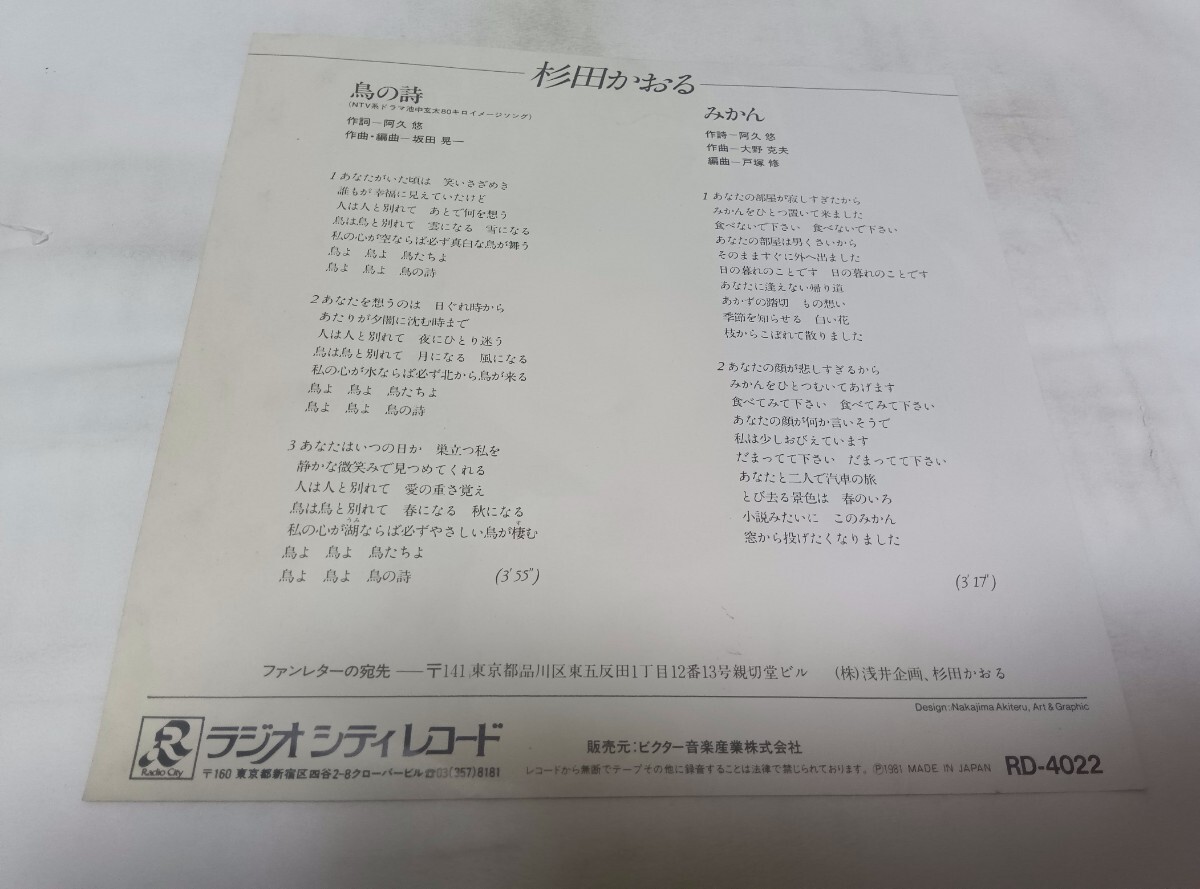 杉田かおる
鳥の詩
(NTV系ドラマ池中玄太80キロイメージソング)
作詞―阿久 悠
作曲・編曲―坂田 晃一
1 あなたがいた頃は　笑いさざめき
誰もが幸福に見えていたけど
人は人と別れて　あとで何を想う
鳥は鳥と別れて　雲になる　雪になる
私の心が空ならば必ず真白な鳥が舞う
鳥よ　鳥よ　鳥たちよ
鳥よ　鳥よ　鳥の詩
2 あなたを想うのは　日ぐれ時から
あたりが夕闇に沈む時まで
人は人と別れて　夜にひとり迷う
鳥は鳥と別れて　月になる　風になる
私の心が水ならば必ず北から鳥が来る
鳥よ　鳥よ　鳥たちよ
鳥よ　鳥よ　鳥の詩
3 あなたはいつの日か　巣立つ私を
静かな微笑みで見つめてくれる
人は人と別れて　愛の重さ覚え
鳥は鳥と別れて　春になる　秋になる
私の心が湖(うみ)ならば必ずやさしい鳥が棲(す)む
鳥よ　鳥よ　鳥たちよ
鳥よ　鳥よ　鳥の詩　(3'55")
みかん
作詩―阿久 悠
作曲―大野 克夫
編曲―戸塚 修
1 あなたの部屋が寂しすぎたから
みかんをひとつ置いて来ました
食べないで下さい　食べないで下さい
あなたの部屋は男くさいから
そのまますぐに外へ出ました
日の暮れのことです　日の暮れのことです
あなたに逢えない帰り道
あかずの踏切　もの想い
季節を知らせる　白い花
枝からこぼれて散りました
2 あなたの顔が悲しすぎるから
みかんをひとつむいてあげます
食べてみて下さい　食べてみて下さい
あなたの顔が何か言いそうで
私は少しおびえています
だまってて下さい　だまってて下さい
あなたと二人で汽車の旅
とび去る景色は　春のいろ
小説みたいに　このみかん
窓から投げたくなりました
(3'17")
ファンレターの宛先――〒141 東京都品川区東五反田1丁目12番13号親切堂ビル　(株)浅井企画、杉田かおる
Design:Nakajima Akiteru, Art & Graphic
R
Radio City
ラジオシティレコード
〒160 東京都新宿区四谷2-8クローバービル☎03(357)8181
販売元:ビクター音楽産業株式会社
レコードから無断でテープその他に録音することは法律で禁じられております。Ⓟ1981 MADE IN JAPAN
RD-4022